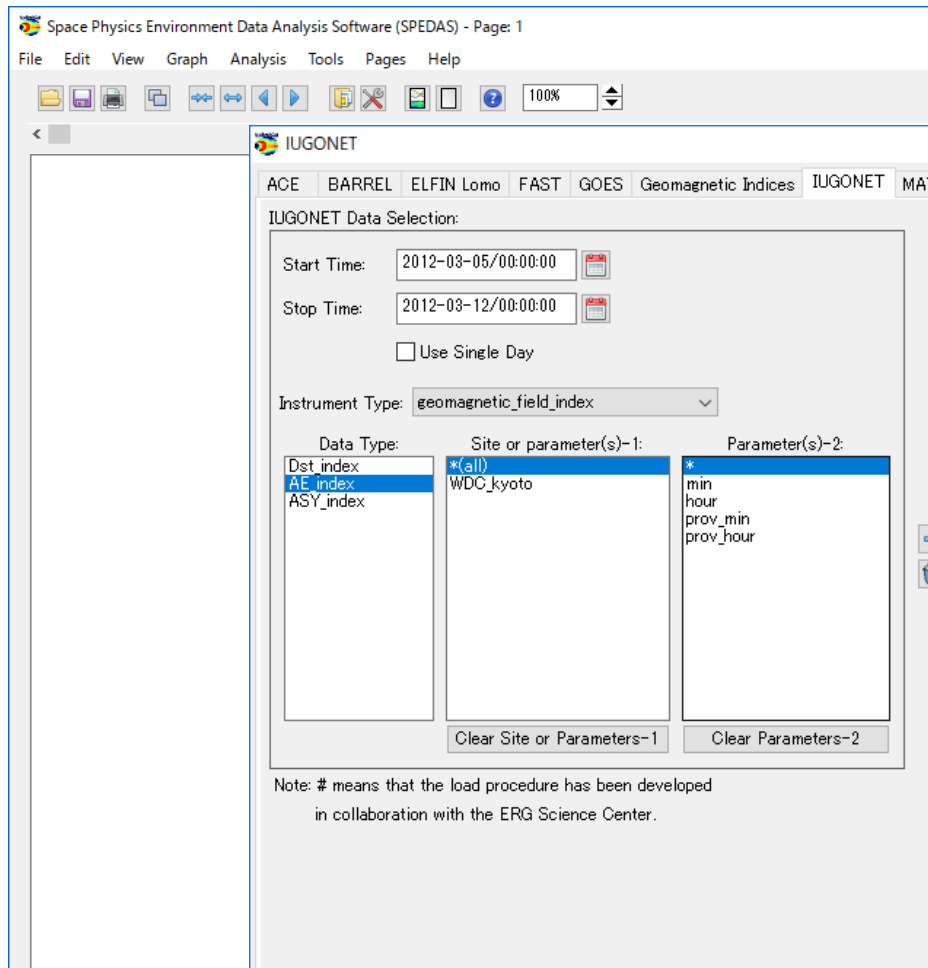 Space Physics Environment Data Analysis Software (SPEDAS) - Page: 1
File Edit View Graph Analysis Tools Pages Help
100%
IUGONET
ACE BARREL ELFIN Lomo FAST GOES Geomagnetic Indices IUGONET MA
IUGONET Data Selection:
Start Time: 2012-03-05/00:00:00
Stop Time: 2012-03-12/00:00:00
Use Single Day
Instrument Type: geomagnetic_field_index
Data Type: Site or parameter(s)-1: Parameter(s)-2:
Dst_index *(all) *
AE_index WDC_kyoto min
ASY_index hour
prov_min
prov_hour
Clear Site or Parameters-1 Clear Parameters-2
Note: # means that the load procedure has been developed
in collaboration with the ERG Science Center.